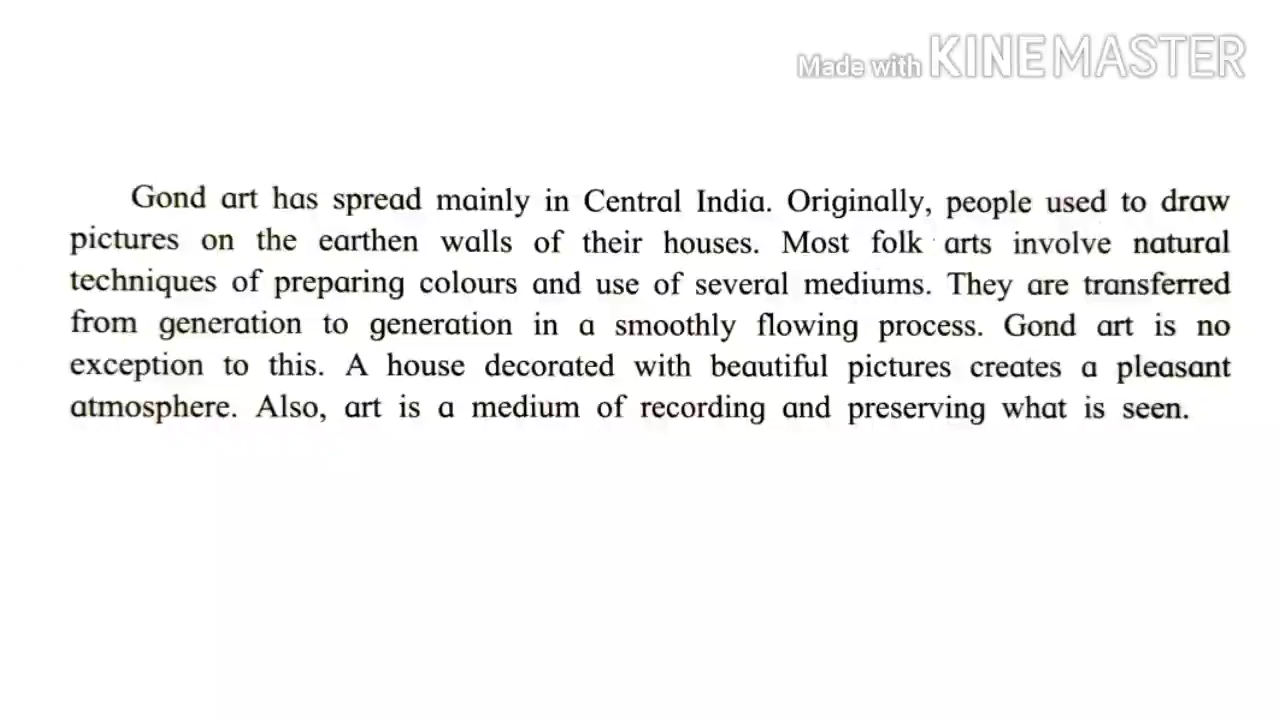 Made with KINEMASTER
Gond art has spread mainly in Central India. Originally, people used to draw
pictures on the earthen walls of their houses. Most folk arts involve natural
techniques of preparing colours and use of several mediums. They are transferred
from generation to generation in a smoothly flowing process. Gond art is no
exception to this. A house decorated with beautiful pictures creates a pleasant
atmosphere. Also, art is a medium of recording and preserving what is seen.